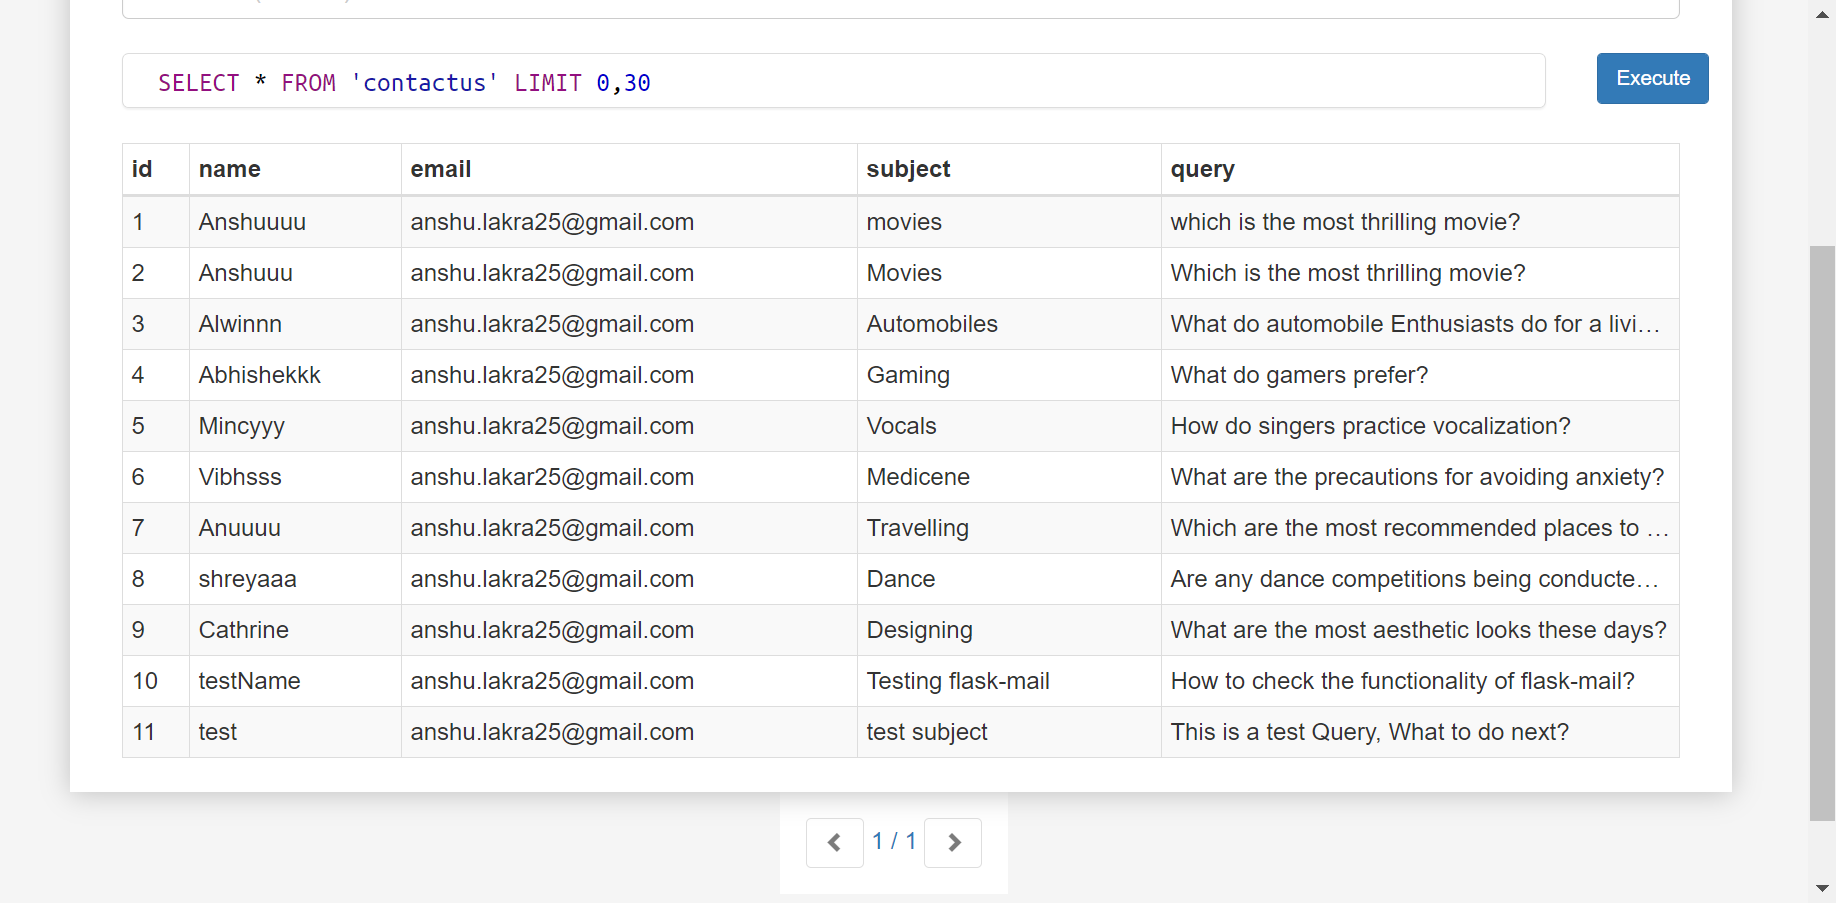 SELECT * FROM 'contactus' LIMIT 0,30
Execute
id name email subject query
1 Anshuuuu anshu.lakra25@gmail.com movies which is the most thrilling movie?
2 Anshuuu anshu.lakra25@gmail.com Movies Which is the most thrilling movie?
3 Alwinnn anshu.lakra25@gmail.com Automobiles What do automobile Enthusiasts do for a livi…
4 Abhishekkk anshu.lakra25@gmail.com Gaming What do gamers prefer?
5 Mincyyy anshu.lakra25@gmail.com Vocals How do singers practice vocalization?
6 Vibhsss anshu.lakar25@gmail.com Medicene What are the precautions for avoiding anxiety?
7 Anuuuu anshu.lakra25@gmail.com Travelling Which are the most recommended places to …
8 shreyaaa anshu.lakra25@gmail.com Dance Are any dance competitions being conducte…
9 Cathrine anshu.lakra25@gmail.com Designing What are the most aesthetic looks these days?
10 testName anshu.lakra25@gmail.com Testing flask-mail How to check the functionality of flask-mail?
11 test anshu.lakra25@gmail.com test subject This is a test Query, What to do next?
1 / 1